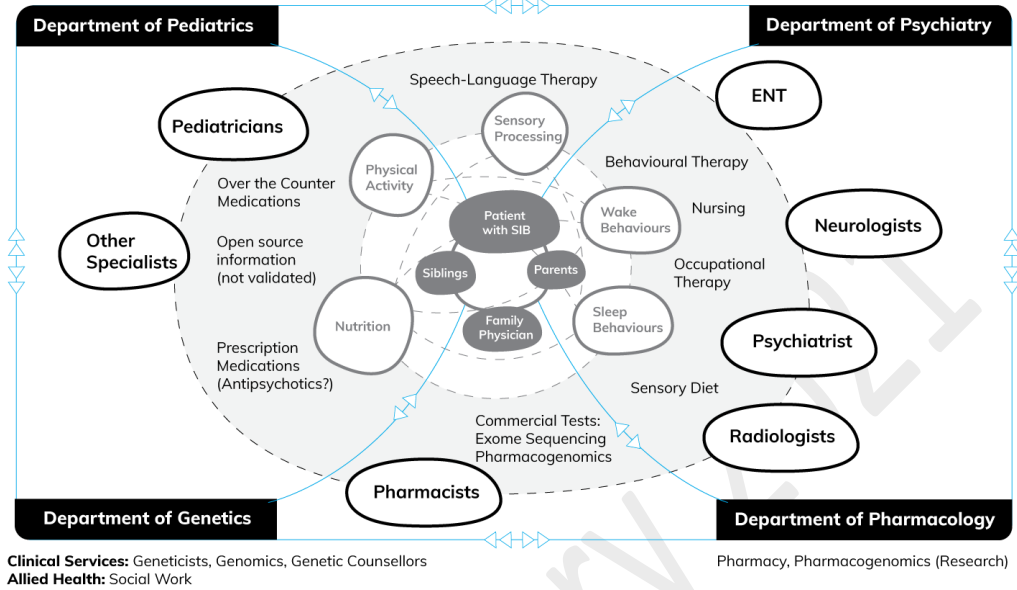 Department of Pediatrics
Department of Psychiatry
Speech-Language Therapy
ENT
Pediatricians
Sensory
Processing
Physical
Activity
Behavioural Therapy
Over the Counter
Medications
Patient
with SIB
Wake
Behaviours
Nursing
Neurologists
Other
Specialists
Open source
information
(not validated)
Siblings
Parents
Occupational
Therapy
Nutrition
Family
Physician
Sleep
Behaviours
Psychiatrist
Prescription
Medications
(Antipsychotics?)
Sensory Diet
Commercial Tests:
Exome Sequencing
Pharmacogenomics
Radiologists
Pharmacists
Department of Genetics
Department of Pharmacology
Clinical Services: Geneticists, Genomics, Genetic Counsellors
Allied Health: Social Work
Pharmacy, Pharmacogenomics (Research)
2021